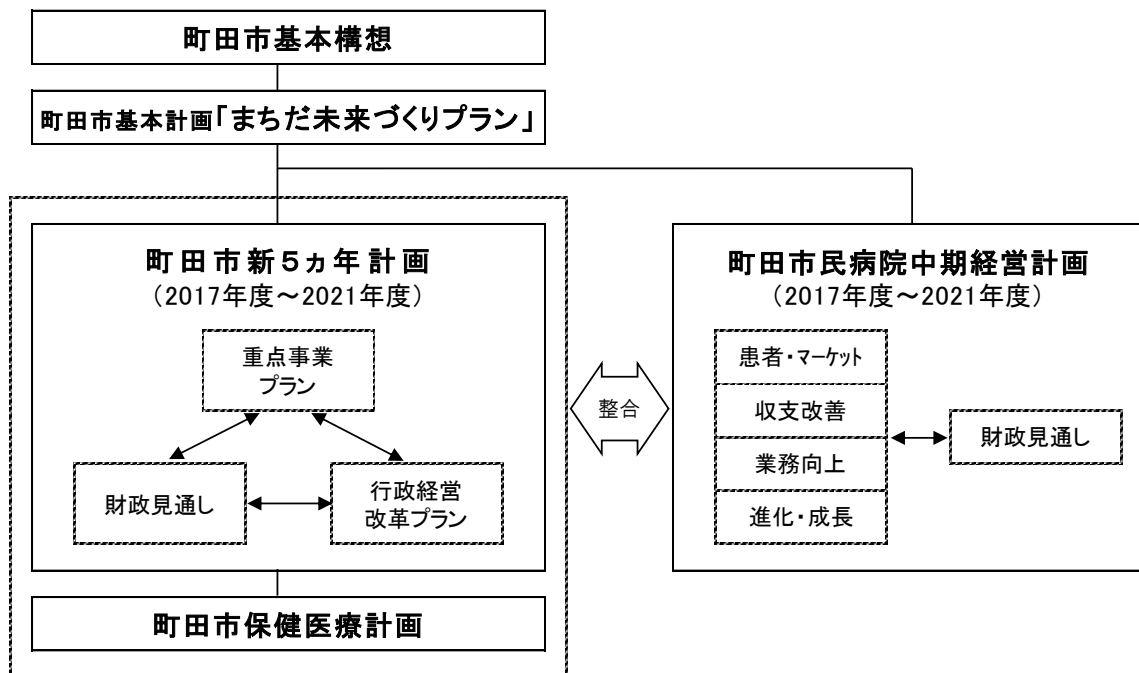 町田市基本構想
町田市基本計画「まちだ未来づくりプラン」
町田市新5ヵ年計画
（2017年度～2021年度）
重点事業
プラン
財政見通し
行政経営
改革プラン
町田市保健医療計画
整合
町田市民病院中期経営計画
（2017年度～2021年度）
患者・マーケット
収支改善
業務向上
進化・成長
財政見通し